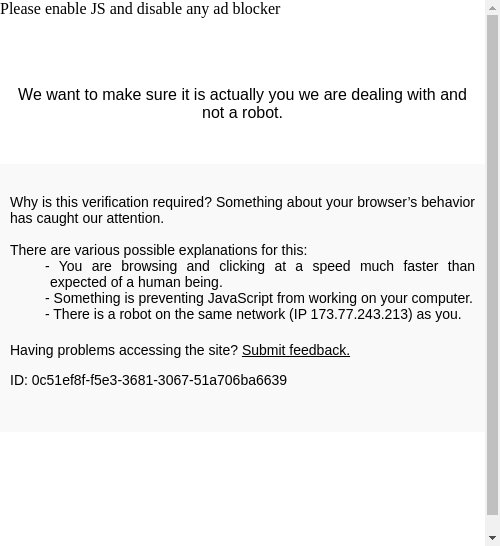 Please enable JS and disable any ad blocker
We want to make sure it is actually you we are dealing with and
not a robot.
Why is this verification required? Something about your browser’s behavior
has caught our attention.
There are various possible explanations for this:
- You are browsing and clicking at a speed much faster than
expected of a human being.
- Something is preventing JavaScript from working on your computer.
- There is a robot on the same network (IP 173.77.243.213) as you.
Having problems accessing the site? Submit feedback.
ID: 0c51ef8f-f5e3-3681-3067-51a706ba6639